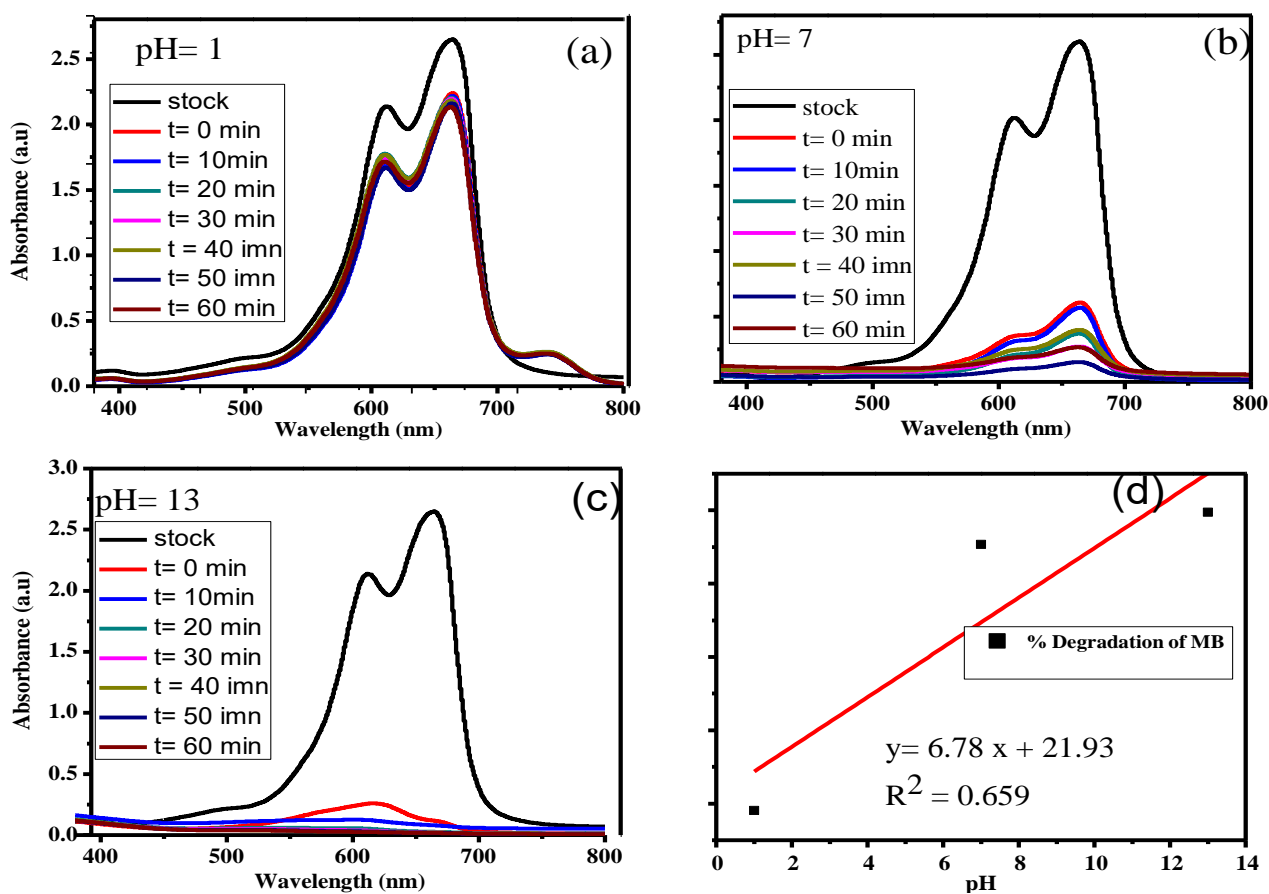 pH= 1
(a)
stock
t= 0 min
t= 10min
t= 20 min
t= 30 min
t = 40 imn
t= 50 imn
t= 60 min
Absorbance (a.u)
2.5
2.0
1.5
1.0
0.5
0.0
400 500 600 700 800
Wavelength (nm)
pH= 7
(b)
stock
t= 0 min
t= 10min
t= 20 min
t= 30 min
t = 40 imn
t= 50 imn
t= 60 min
400 500 600 700 800
Wavelength (nm)
pH= 13
(c)
stock
t= 0 min
t= 10min
t= 20 min
t= 30 min
t = 40 imn
t= 50 imn
t= 60 min
Absorbance (a.u)
3.0
2.5
2.0
1.5
1.0
0.5
0.0
400 500 600 700 800
Wavelength (nm)
(d)
% Degradation of MB
y= 6.78 x + 21.93
R² = 0.659
0 2 4 6 8 10 12 14
pH